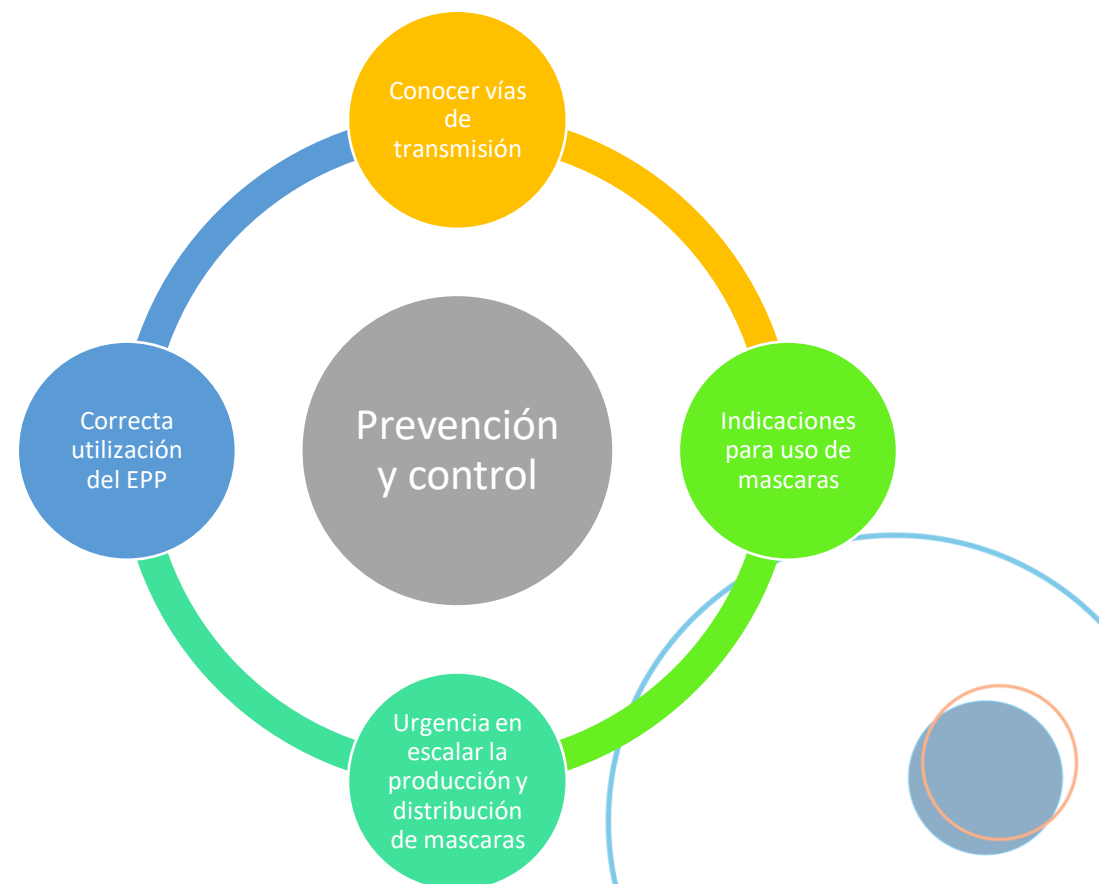 Conocer vías
de
transmisión
Indicaciones
para uso de
mascaras
Urgencia en
escalar la
producción y
distribución
de mascaras
Correcta
utilización
del EPP
Prevención
y control